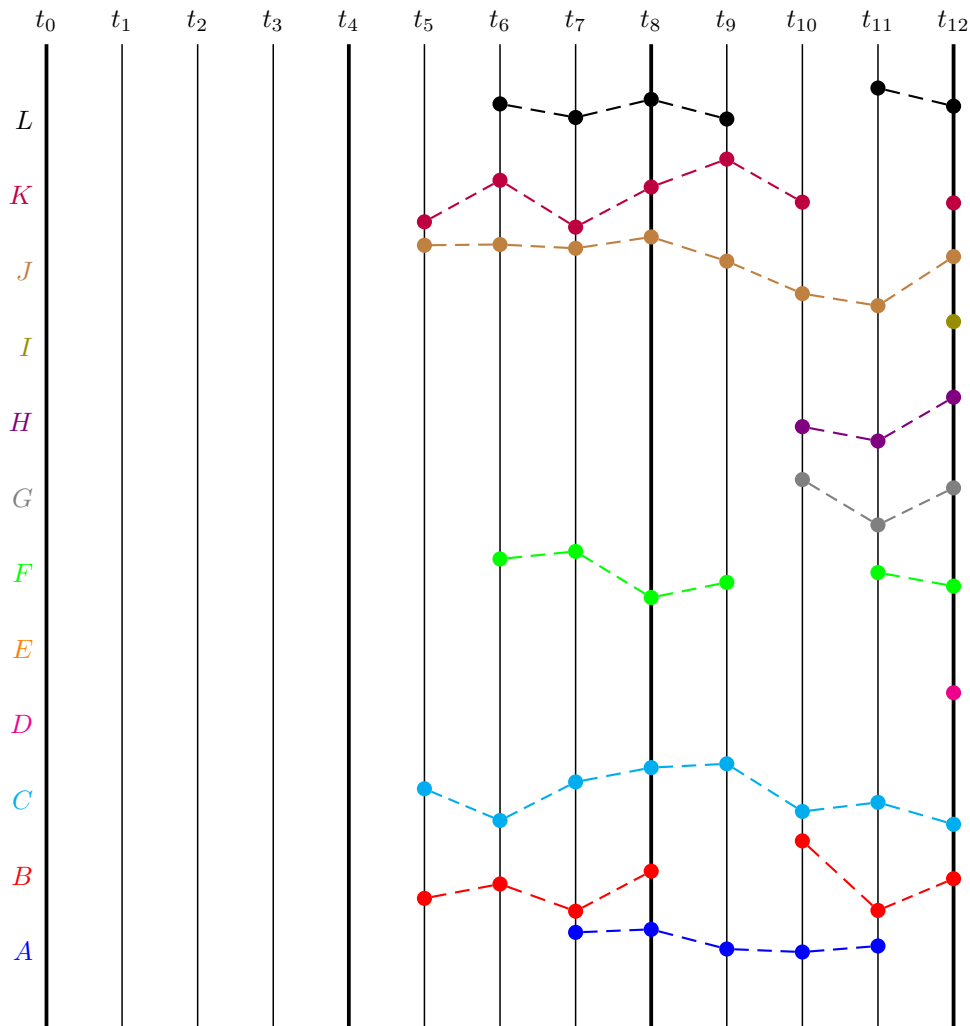 t₀ t₁ t₂ t₃ t₄ t₅ t₆ t₇ t₈ t₉ t₁₀ t₁₁ t₁₂
L
K
J
I
H
G
F
E
D
C
B
A